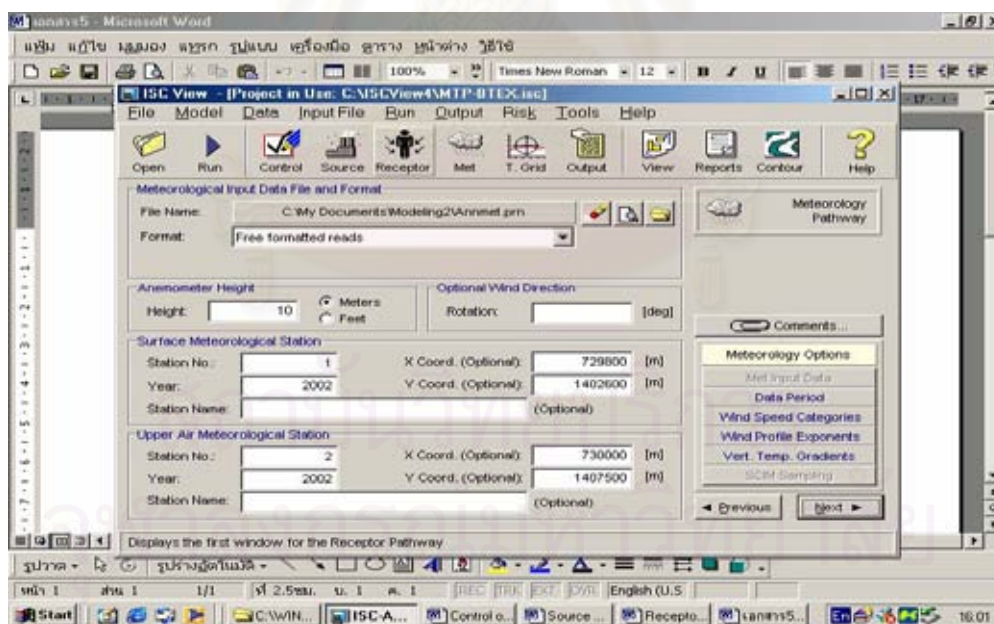 เอกสาร5 - Microsoft Word
แฟ้ม แก้ไข มุมมอง แทรก รูปแบบ เครื่องมือ ตาราง หน้าต่าง วิธีใช้
100% Times New Roman 12 B I U
ISC View - [Project in Use: C:\ISCView4\MTP-BTEX.isc]
File Model Data Input File Run Output Risk Tools Help
Open Run Control Source Receptor Met T. Grid Output View Reports Contour Help
Meteorological Input Data File and Format
File Name: C:\My Documents\Modeling2\Annmet.prn
Format: Free formatted reads
Meteorology Pathway
Anemometer Height
Height: 10 Meters Feet
Optional Wind Direction
Rotation: [deg]
Comments...
Surface Meteorological Station
Station No.: 1 X Coord. (Optional): 729800 [m]
Year: 2002 Y Coord. (Optional): 1402600 [m]
Station Name: (Optional)
Upper Air Meteorological Station
Station No.: 2 X Coord. (Optional): 730000 [m]
Year: 2002 Y Coord. (Optional): 1407500 [m]
Station Name: (Optional)
Meteorology Options
Met Input Data
Data Period
Wind Speed Categories
Wind Profile Exponents
Vert. Temp. Gradients
SCIM Sampling
Previous Next
Displays the first window for the Receptor Pathway
รูปวาด รูปร่างอัตโนมัติ
หน้า 1 ส่วน 1 1/1 ที่ 2.5ซม. บ. 1 ค. 1 REC TRK EXT OVR English (U.S
Start C:\WIN... ISC-A... Control o... Source ... Recepto... เอกสาร5... En 16:01